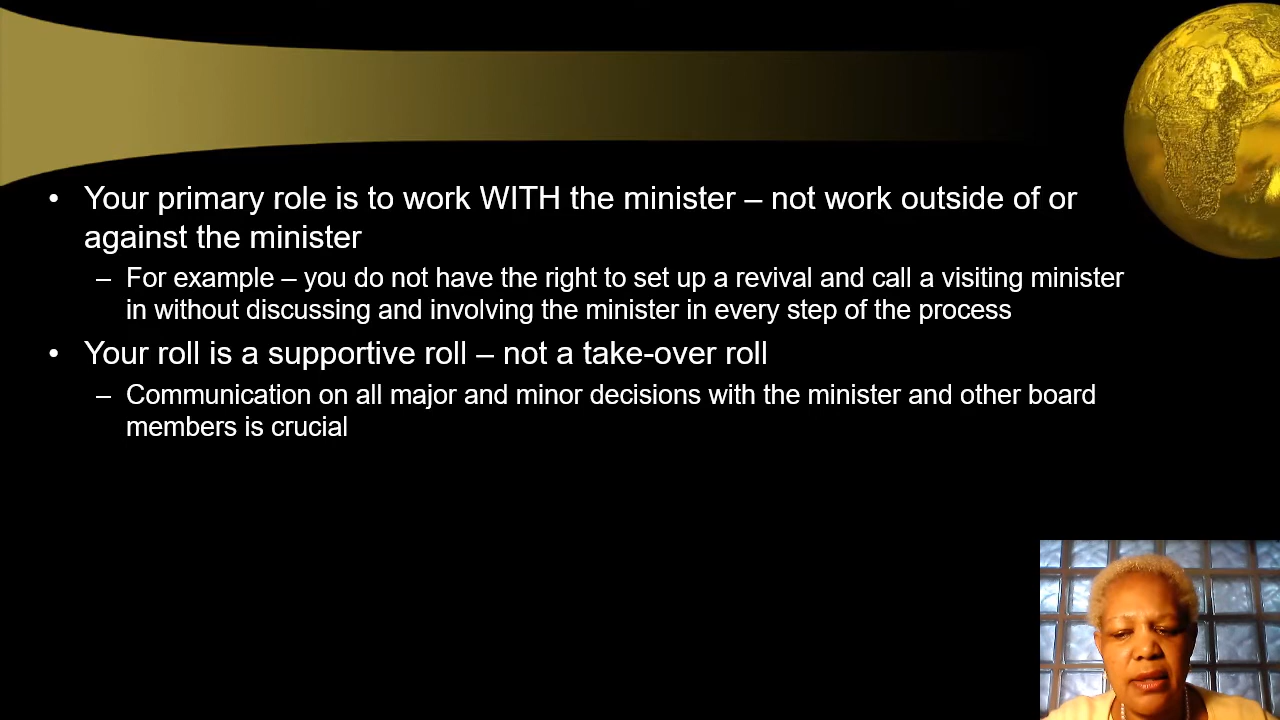 • Your primary role is to work WITH the minister – not work outside of or
against the minister
– For example – you do not have the right to set up a revival and call a visiting minister
in without discussing and involving the minister in every step of the process
• Your roll is a supportive roll – not a take-over roll
– Communication on all major and minor decisions with the minister and other board
members is crucial